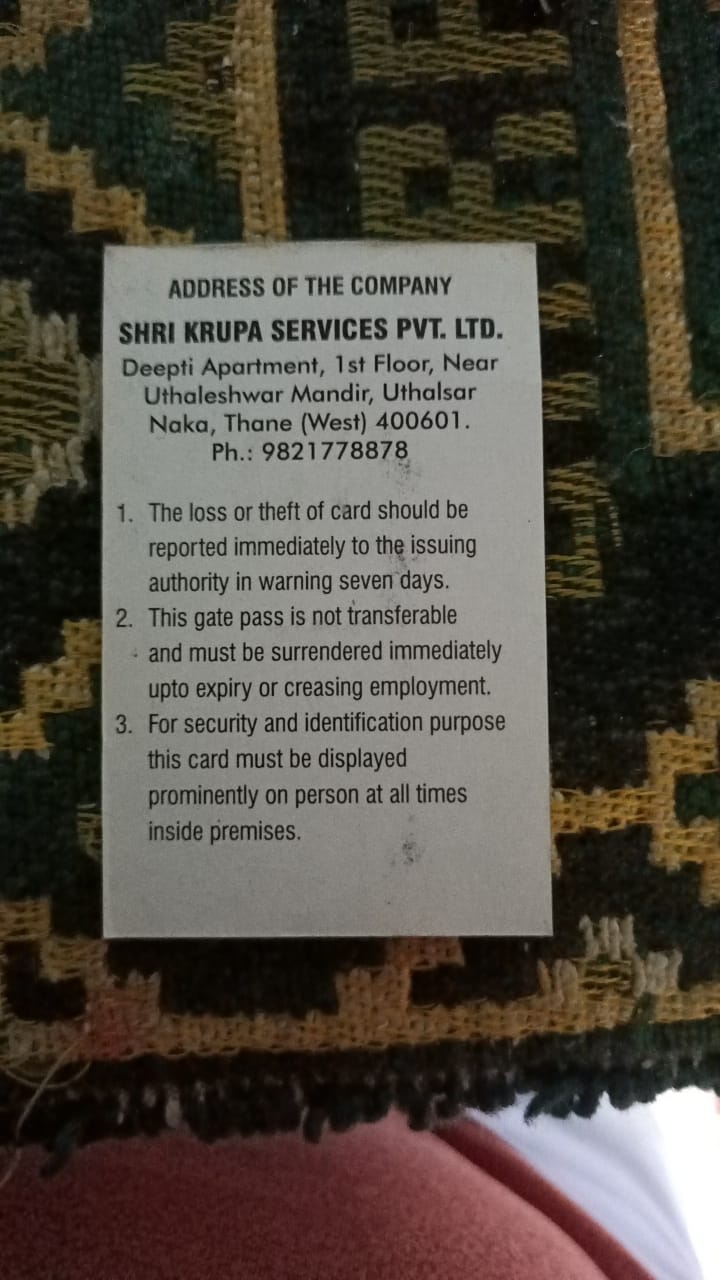 ADDRESS OF THE COMPANY
SHRI KRUPA SERVICES PVT. LTD.
Deepti Apartment, 1st Floor, Near
Uthaleshwar Mandir, Uthalsar
Naka, Thane (West) 400601.
Ph.: 9821778878
1. The loss or theft of card should be
reported immediately to the issuing
authority in warning seven days.
2. This gate pass is not transferable
and must be surrendered immediately
upto expiry or creasing employment.
3. For security and identification purpose
this card must be displayed
prominently on person at all times
inside premises.